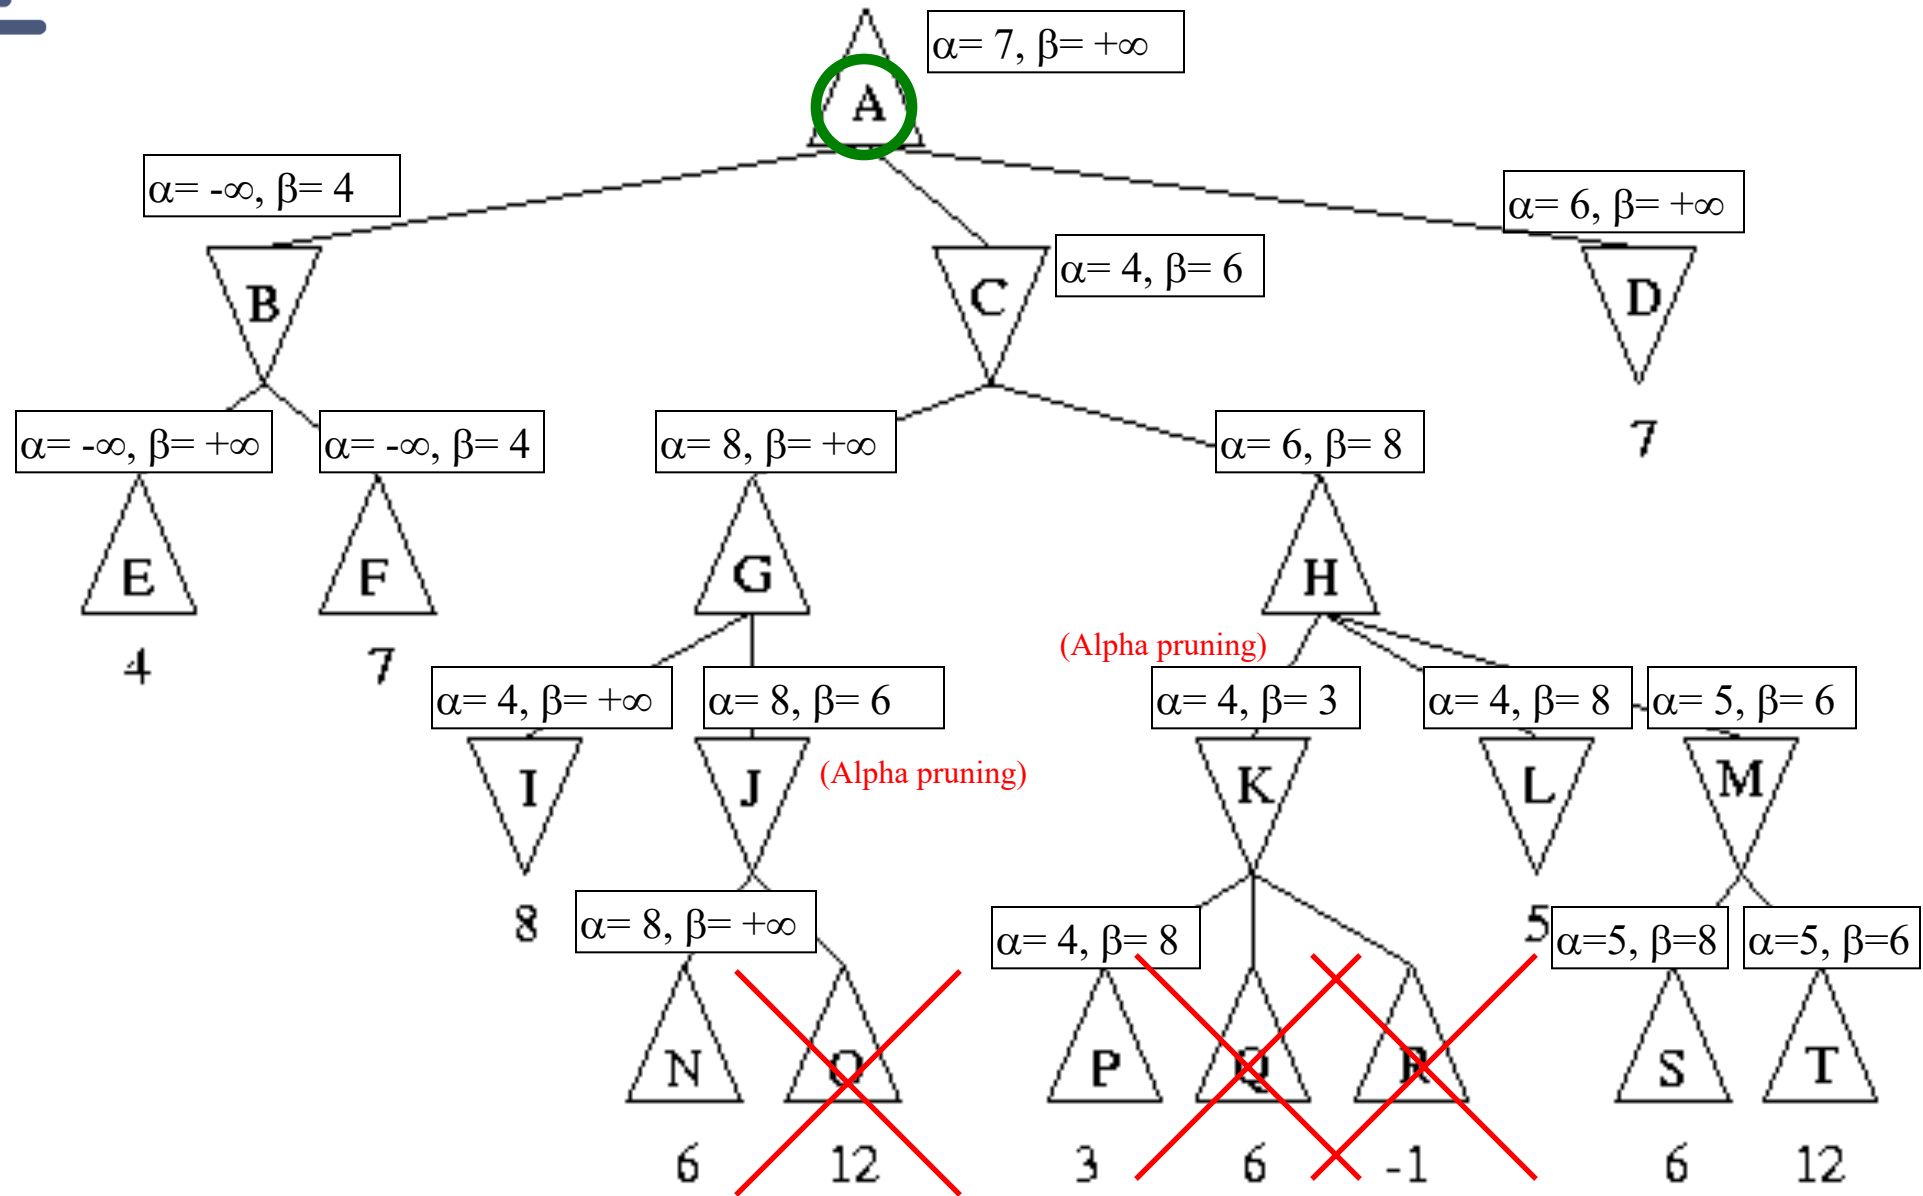 α= 7, β= +∞
A
α= -∞, β= 4
α= 6, β= +∞
B
C
α= 4, β= 6
D
α= -∞, β= +∞
α= -∞, β= 4
α= 8, β= +∞
α= 6, β= 8
7
E
F
G
H
4
7
(Alpha pruning)
α= 4, β= +∞
α= 8, β= 6
α= 4, β= 3
α= 4, β= 8
α= 5, β= 6
I
J
(Alpha pruning)
K
L
M
8
α= 8, β= +∞
α= 4, β= 8
5
α=5, β=8
α=5, β=6
N
O
P
Q
R
S
T
6
12
3
6
-1
6
12